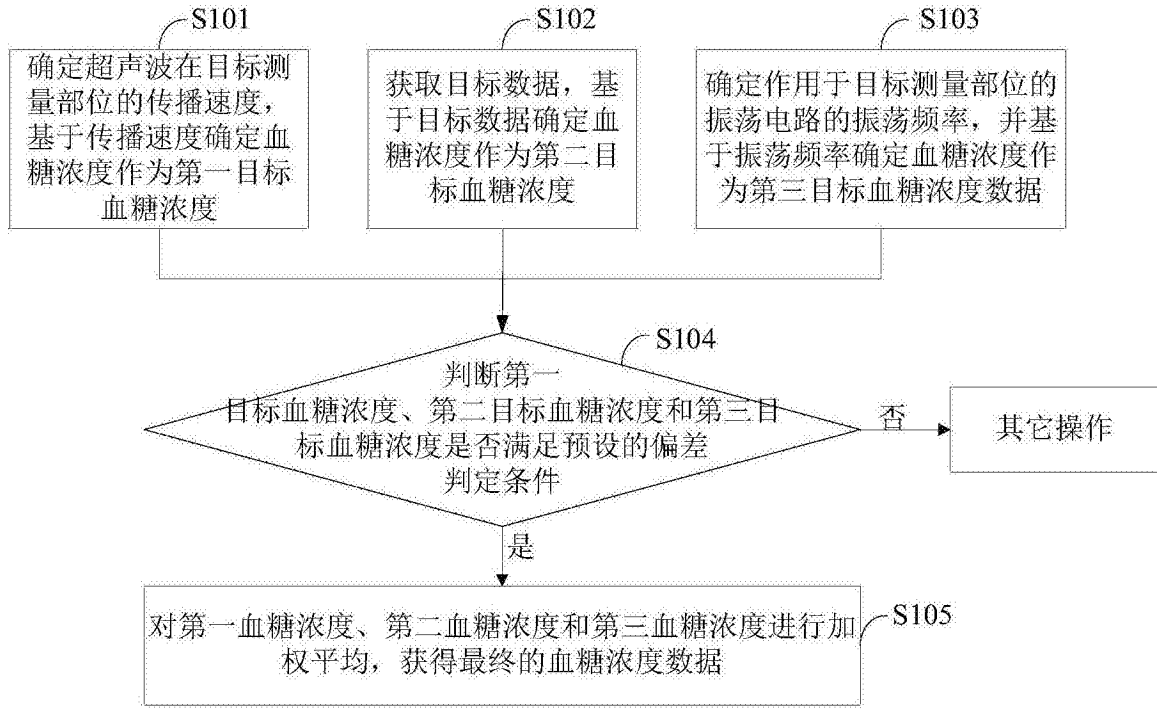 S101
确定超声波在目标测
量部位的传播速度，
基于传播速度确定血
糖浓度作为第一目标
血糖浓度
S102
获取目标数据，基
于目标数据确定血
糖浓度作为第二目
标血糖浓度
S103
确定作用于目标测量部位的
振荡电路的振荡频率，并基
于振荡频率确定血糖浓度作
为第三目标血糖浓度数据
S104
判断第一
目标血糖浓度、第二目标血糖浓度和第三目
标血糖浓度是否满足预设的偏差
判定条件
否
其它操作
是
S105
对第一血糖浓度、第二血糖浓度和第三血糖浓度进行加
权平均，获得最终的血糖浓度数据